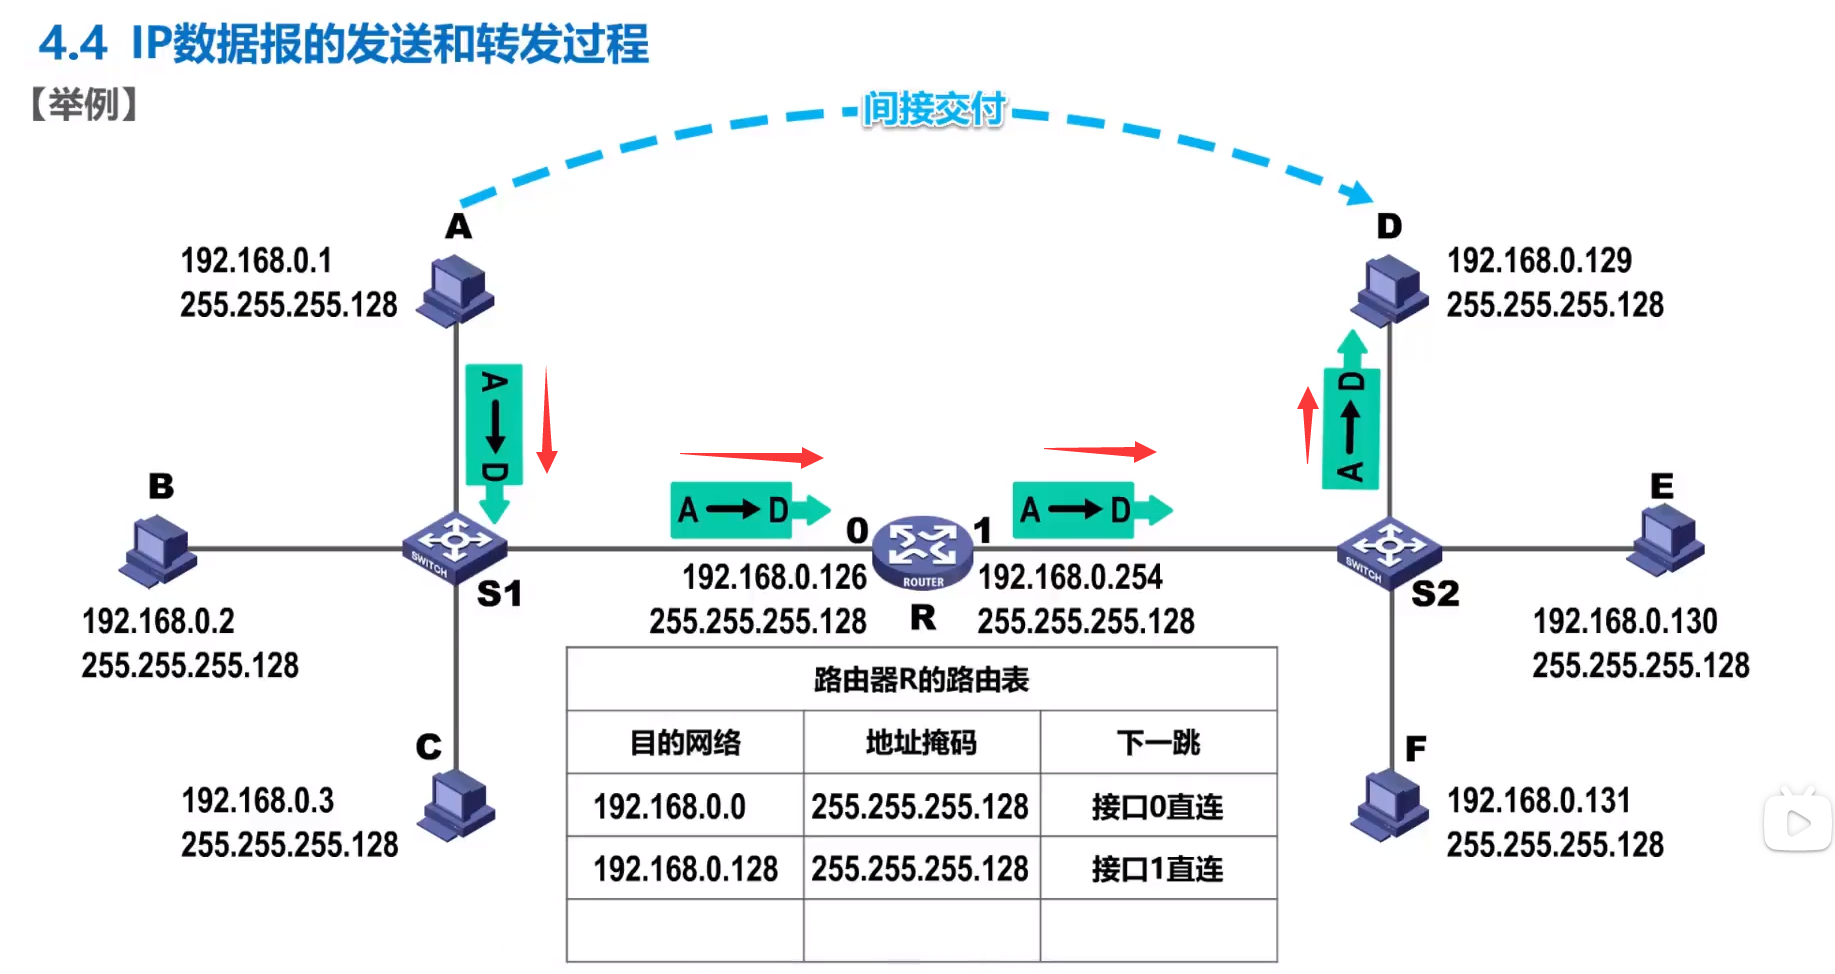 4.4 IP数据报的发送和转发过程
【举例】
间接交付
A
192.168.0.1
255.255.255.128
D
192.168.0.129
255.255.255.128
A→D
A→D
A→D
A→D
B
192.168.0.2
255.255.255.128
SWITCH
S1
0
1
ROUTER
R
192.168.0.126
255.255.255.128
192.168.0.254
255.255.255.128
SWITCH
S2
E
192.168.0.130
255.255.255.128
C
192.168.0.3
255.255.255.128
F
192.168.0.131
255.255.255.128
路由器R的路由表
目的网络 地址掩码 下一跳
192.168.0.0 255.255.255.128 接口0直连
192.168.0.128 255.255.255.128 接口1直连